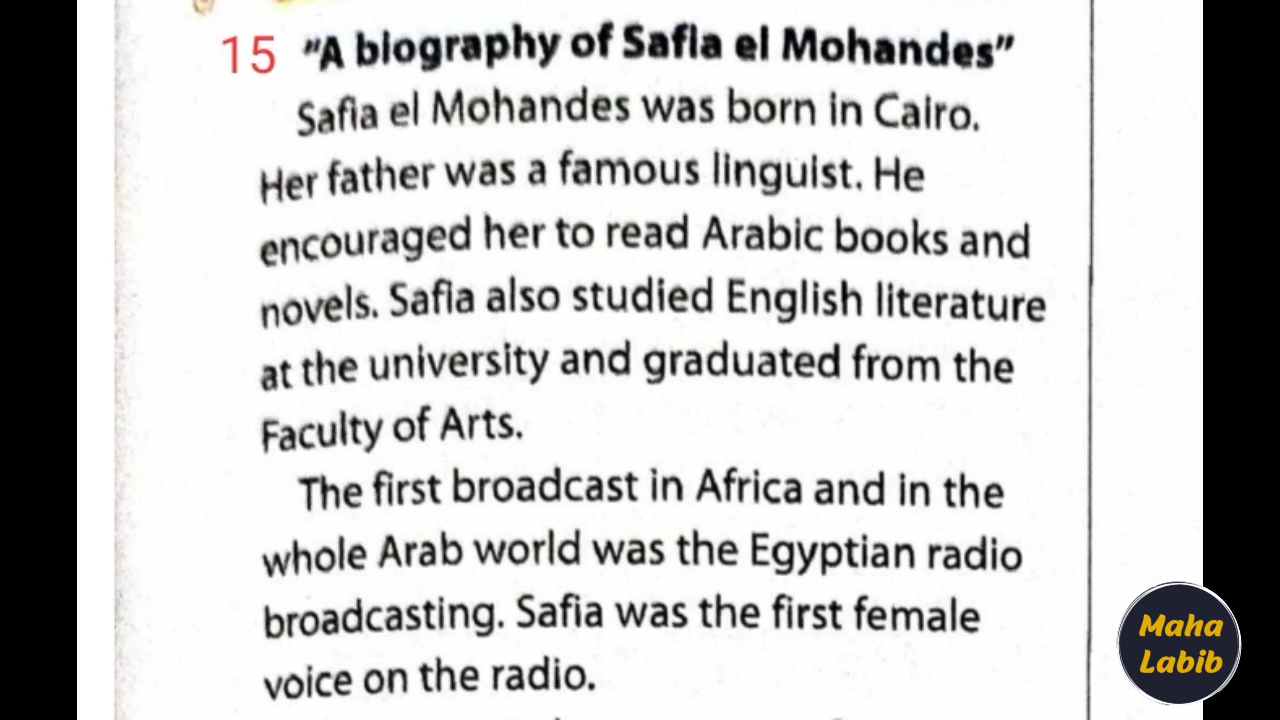 15 "A biography of Safia el Mohandes"
Safia el Mohandes was born in Cairo.
Her father was a famous linguist. He
encouraged her to read Arabic books and
novels. Safia also studied English literature
at the university and graduated from the
Faculty of Arts.
The first broadcast in Africa and in the
whole Arab world was the Egyptian radio
broadcasting. Safia was the first female
voice on the radio.
Maha
Labib